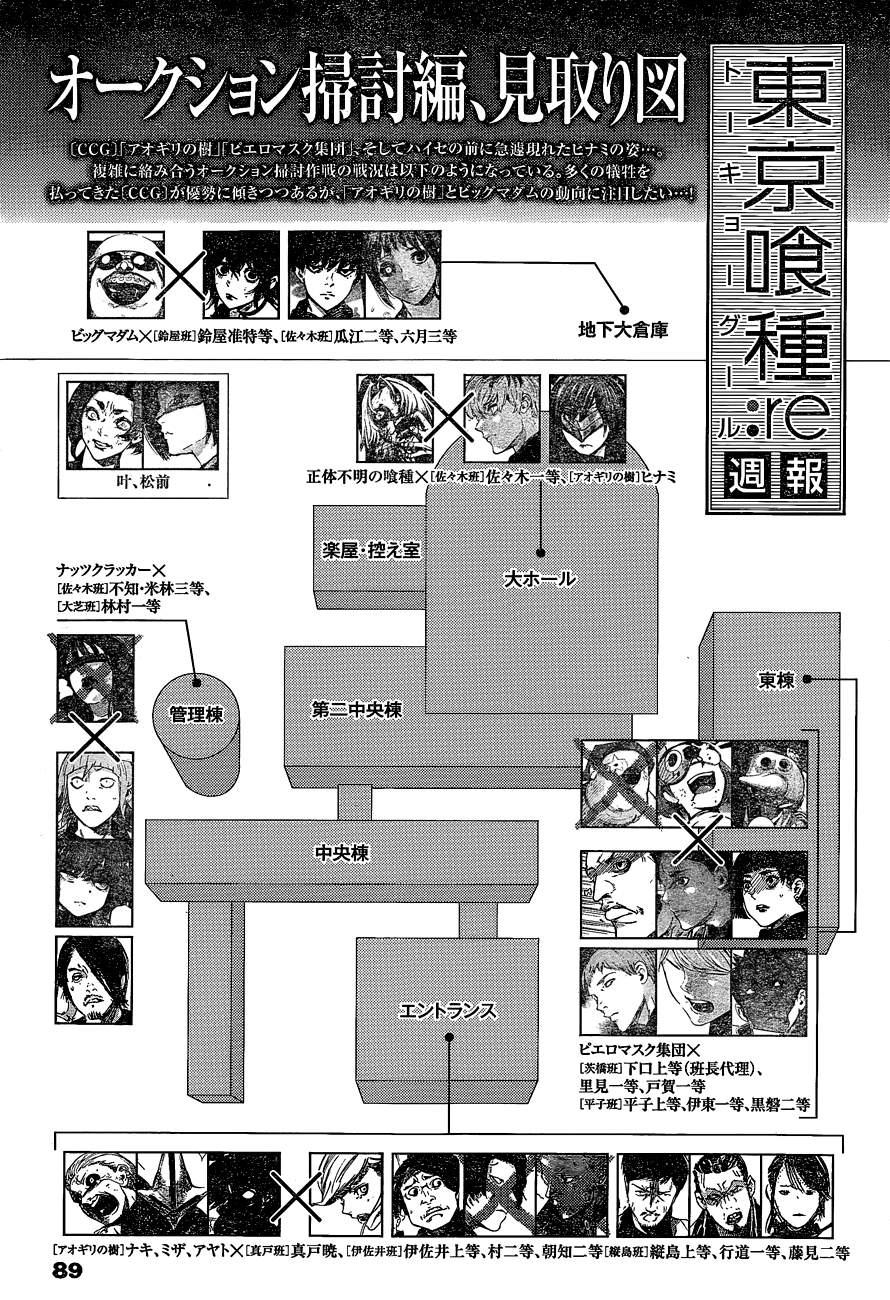 オークション掃討編、見取り図
〔CCG〕「アオギリの樹」「ピエロマスク集団」、そしてハイセの前に急遽現れたヒナミの姿…。
複雑に絡み合うオークション掃討作戦の戦況は以下のようになっている。多くの犠牲を
払ってきた〔CCG〕が優勢に傾きつつあるが、「アオギリの樹」とビッグマダムの動向に注目したい…！
東京喰種:re
トーキョーグール
週報
ビッグマダム×［鈴屋班］鈴屋准特等、［佐々木班］瓜江二等、六月三等
地下大倉庫
叶、松前
正体不明の喰種×［佐々木班］佐々木一等、［アオギリの樹］ヒナミ
楽屋・控え室
大ホール
ナッツクラッカー×
［佐々木班］不知・米林三等、
［大芝班］林村一等
管理棟
第二中央棟
東棟
中央棟
エントランス
ピエロマスク集団×
［茨橋班］下口上等（班長代理）、
里見一等、戸賀一等
［平子班］平子上等、伊東一等、黒磐二等
［アオギリの樹］ナキ、ミザ、アヤト×［真戸班］真戸暁、［伊佐井班］伊佐井上等、村二等、朝知二等［縦島班］縦島上等、行道一等、藤見二等
89